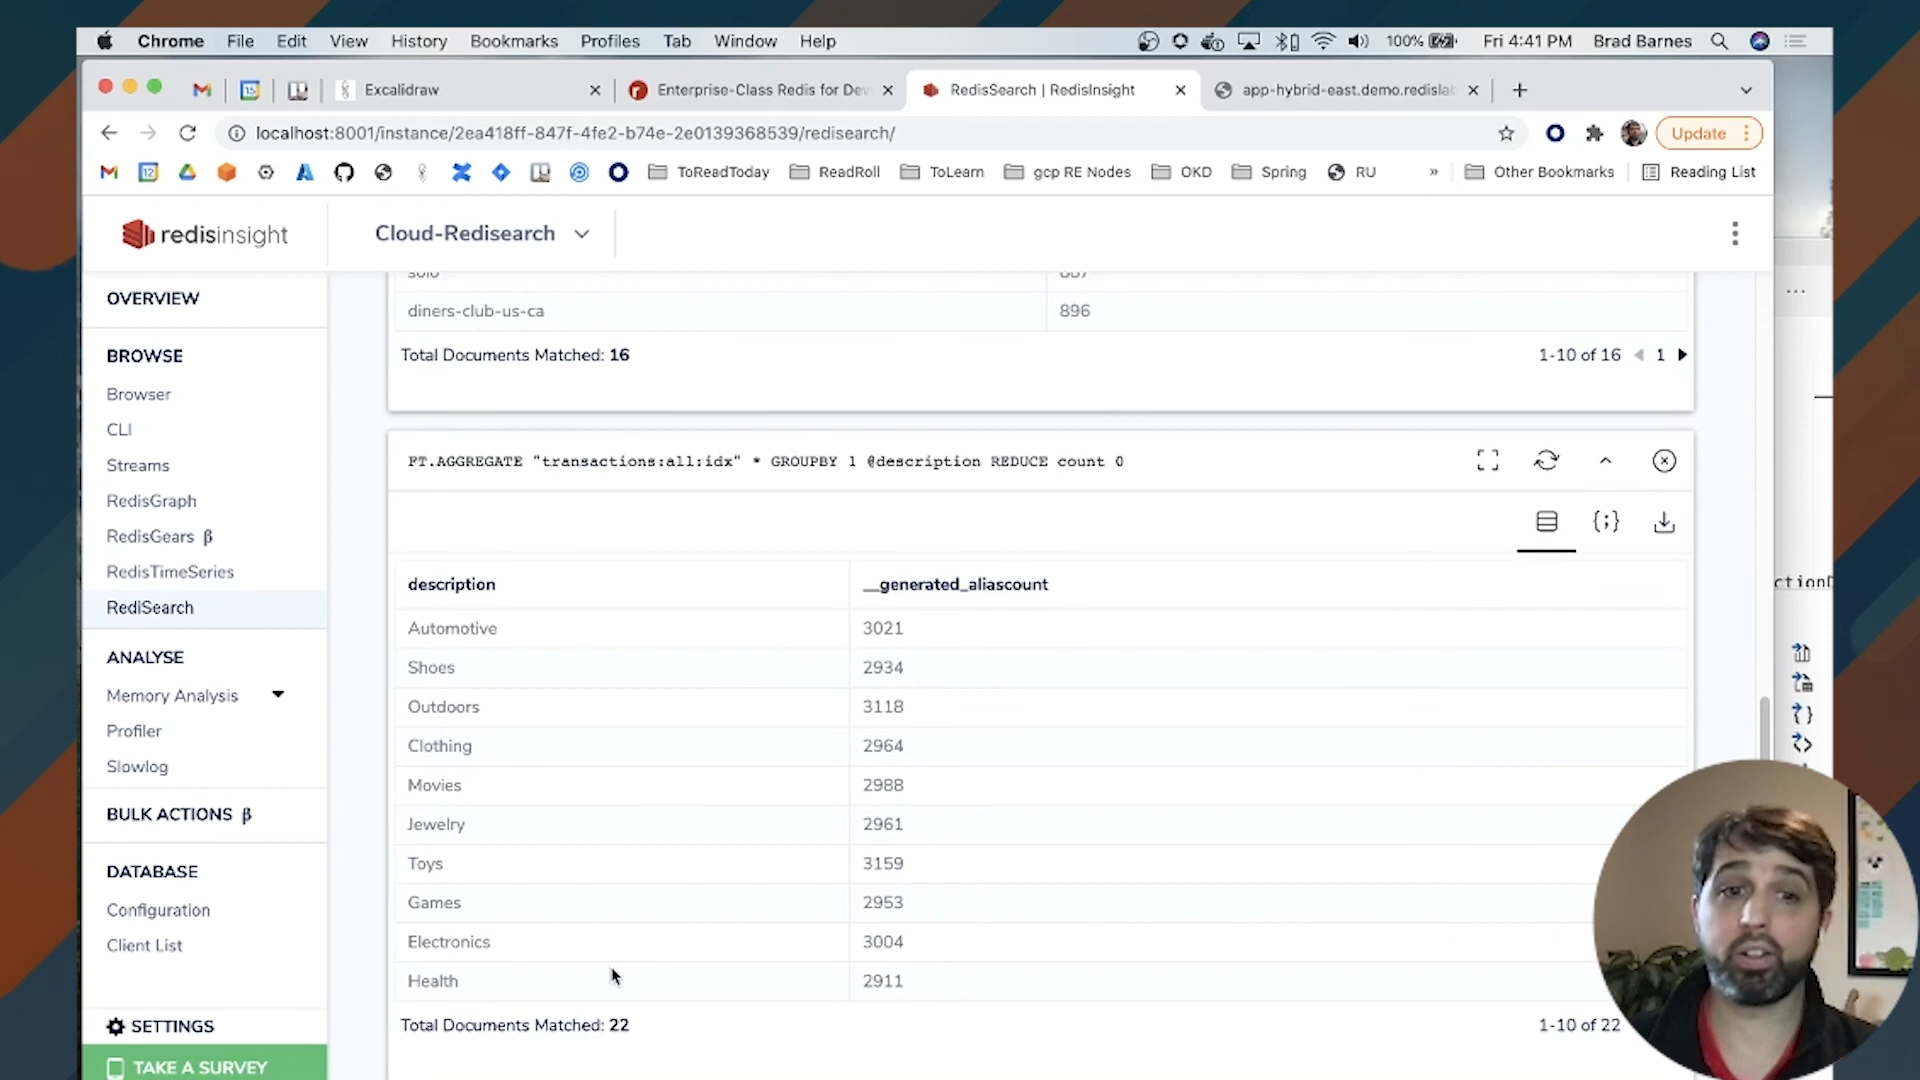 Chrome File Edit View History Bookmarks Profiles Tab Window Help 100% Fri 4:41 PM Brad Barnes
Excalidraw
Enterprise-Class Redis for Dev
RedisSearch | RedisInsight
app-hybrid-east.demo.redislab
localhost:8001/instance/2ea418ff-847f-4fe2-b74e-2e0139368539/redisearch/
Update
ToReadToday ReadRoll ToLearn gcp RE Nodes OKD Spring RU » Other Bookmarks Reading List
redisinsight
Cloud-Redisearch
OVERVIEW
BROWSE
Browser
CLI
Streams
RedisGraph
RedisGears β
RedisTimeSeries
RediSearch
ANALYSE
Memory Analysis
Profiler
Slowlog
BULK ACTIONS β
DATABASE
Configuration
Client List
SETTINGS
TAKE A SURVEY
solo 887
diners-club-us-ca 896
Total Documents Matched: 16 1-10 of 16 1
FT.AGGREGATE "transactions:all:idx" * GROUPBY 1 @description REDUCE count 0
description __generated_aliascount
Automotive 3021
Shoes 2934
Outdoors 3118
Clothing 2964
Movies 2988
Jewelry 2961
Toys 3159
Games 2953
Electronics 3004
Health 2911
Total Documents Matched: 22 1-10 of 22